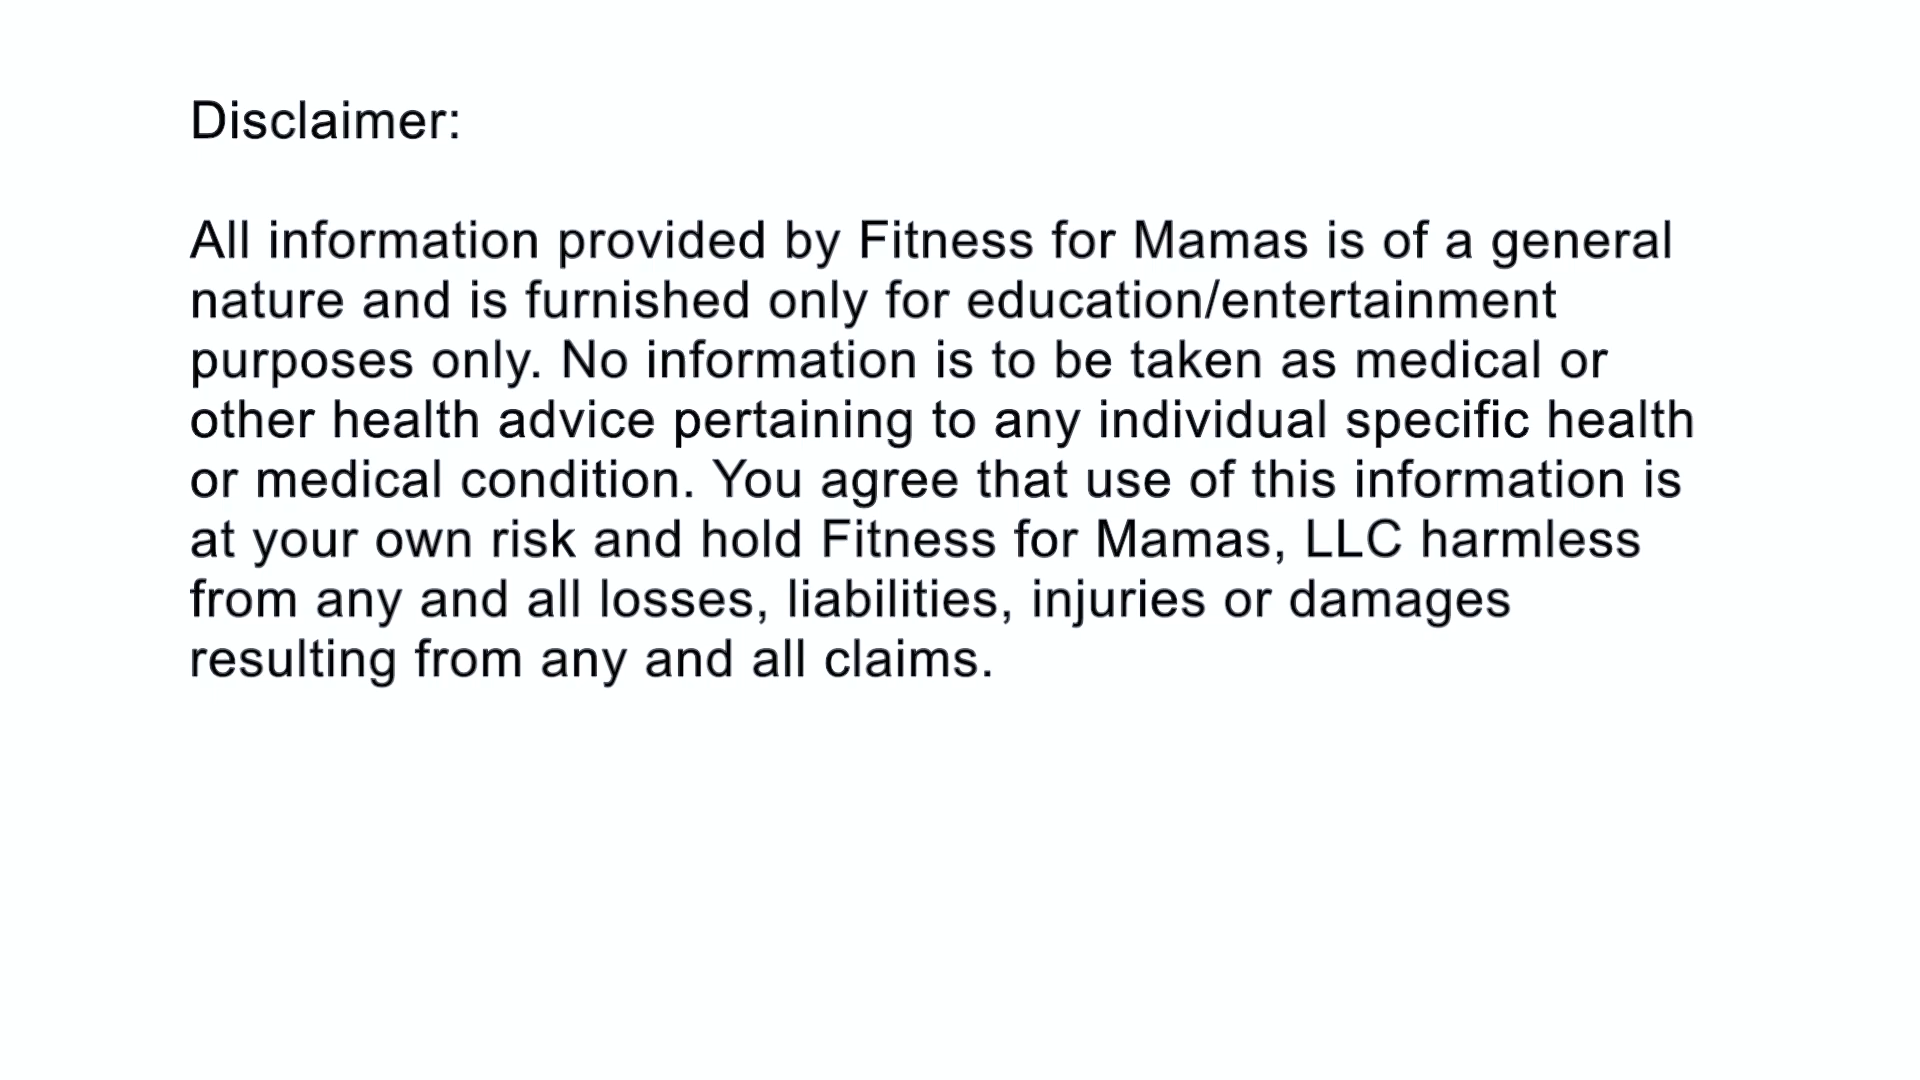 Disclaimer:
All information provided by Fitness for Mamas is of a general
nature and is furnished only for education/entertainment
purposes only. No information is to be taken as medical or
other health advice pertaining to any individual specific health
or medical condition. You agree that use of this information is
at your own risk and hold Fitness for Mamas, LLC harmless
from any and all losses, liabilities, injuries or damages
resulting from any and all claims.